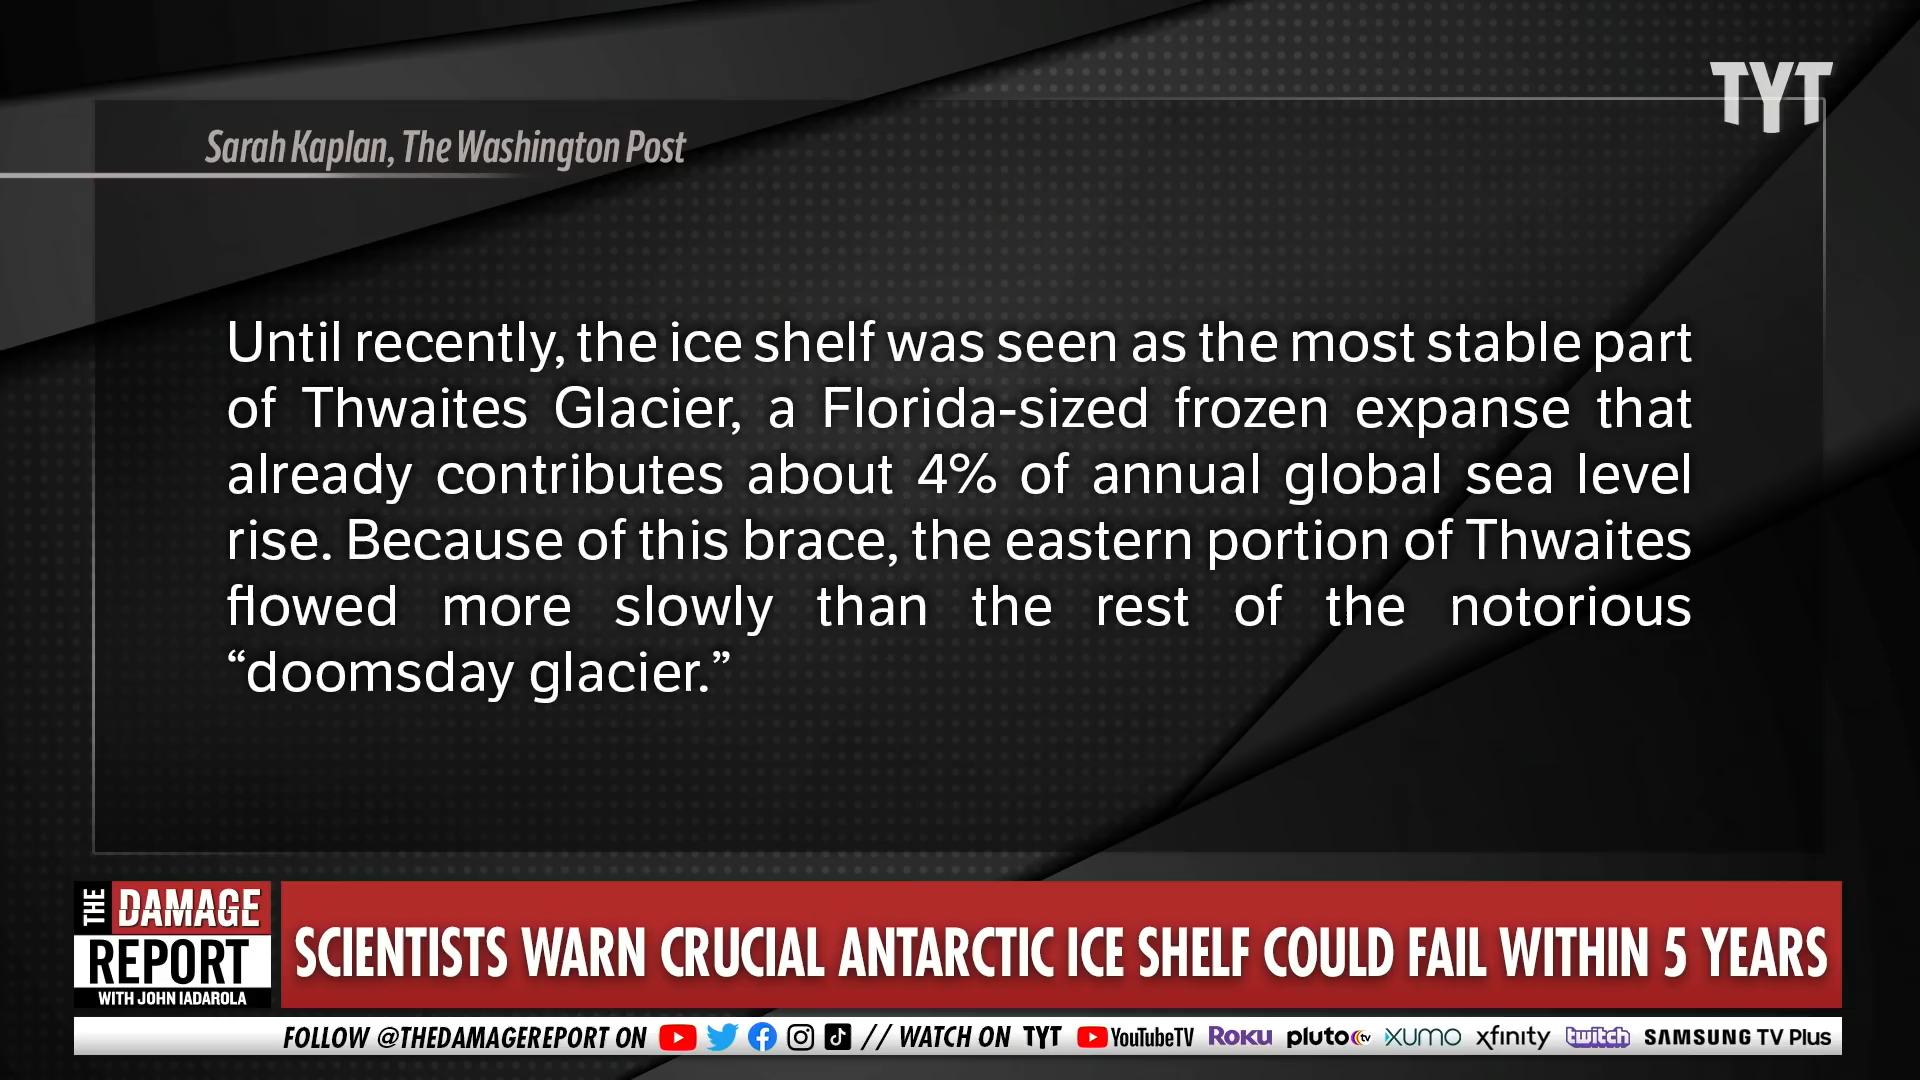 TYT
Sarah Kaplan, The Washington Post
Until recently, the ice shelf was seen as the most stable part
of Thwaites Glacier, a Florida-sized frozen expanse that
already contributes about 4% of annual global sea level
rise. Because of this brace, the eastern portion of Thwaites
flowed more slowly than the rest of the notorious
“doomsday glacier.”
THE DAMAGE
REPORT
WITH JOHN IADAROLA
SCIENTISTS WARN CRUCIAL ANTARCTIC ICE SHELF COULD FAIL WITHIN 5 YEARS
FOLLOW @THEDAMAGEREPORT ON // WATCH ON TYT YouTubeTV ROKU pluto tv XUMO xfinity twitch SAMSUNG TV Plus